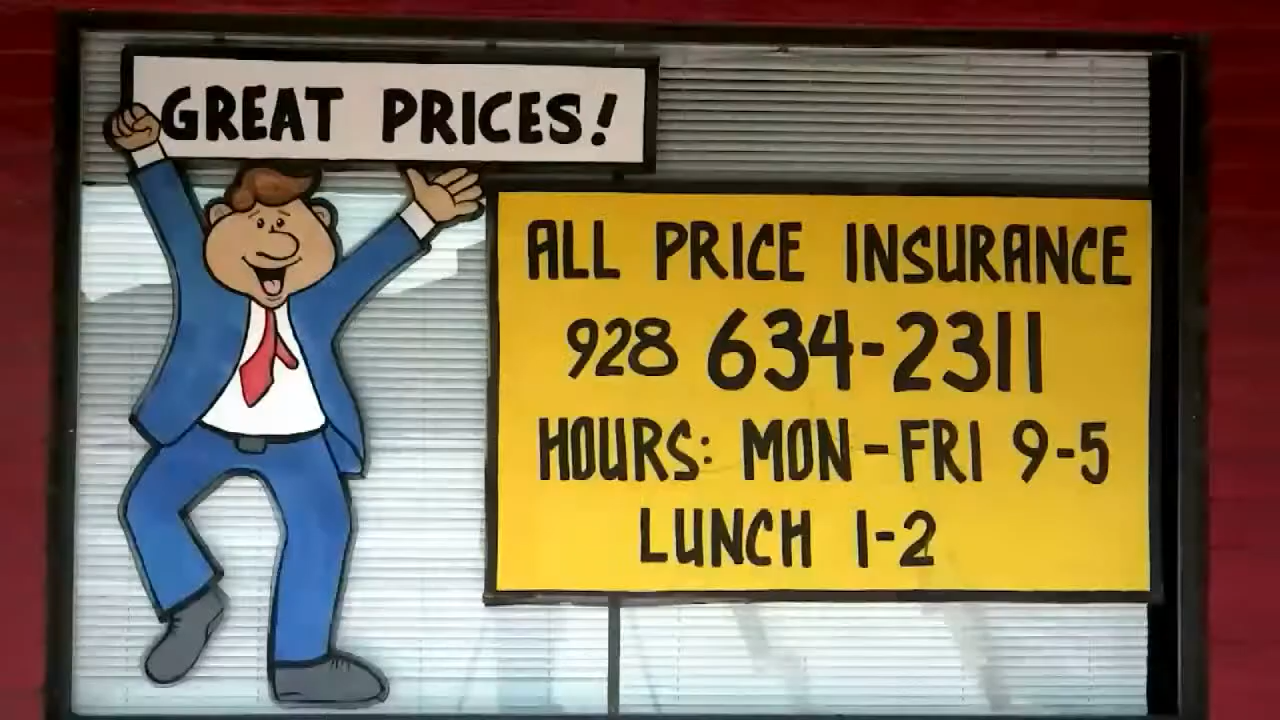 GREAT PRICES!
ALL PRICE INSURANCE
928 634-2311
HOURS: MON-FRI 9-5
LUNCH 1-2